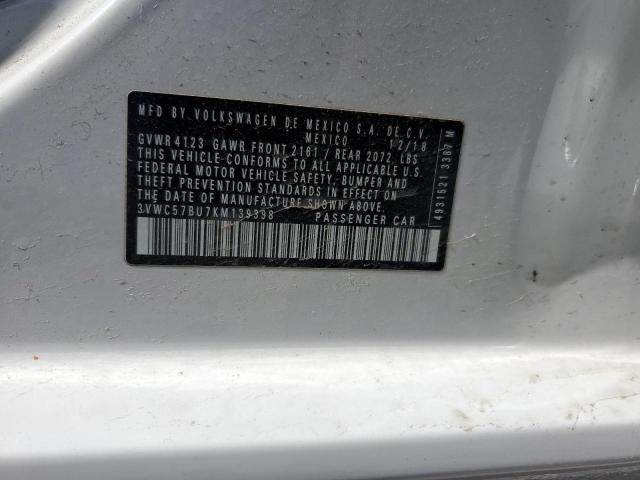 MFD BY VOLKSWAGEN DE MEXICO S.A. DE C.V.
MEXICO 12/18
GVWR 4123 GAWR FRONT 2161 / REAR 2072 LBS
THIS VEHICLE CONFORMS TO ALL APPLICABLE U.S.
FEDERAL MOTOR VEHICLE SAFETY, BUMPER AND
THEFT PREVENTION STANDARDS IN EFFECT ON
THE DATE OF MANUFACTURE SHOWN ABOVE.
3VWC57BU7KM139398 PASSENGER CAR
4931521 3387 M